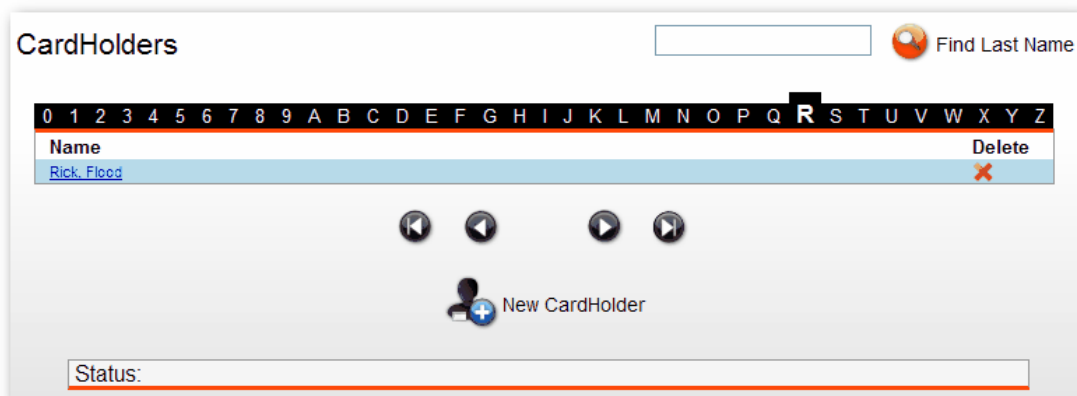 CardHolders
Find Last Name
0 1 2 3 4 5 6 7 8 9 A B C D E F G H I J K L M N O P Q R S T U V W X Y Z
Name Delete
Rick, Flood
New CardHolder
Status: